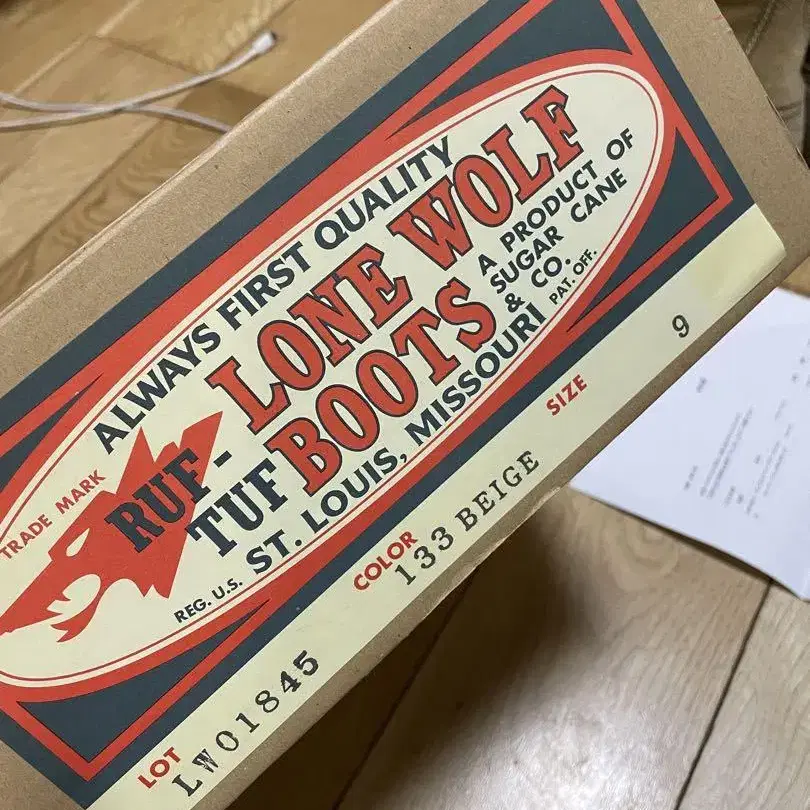 ALWAYS FIRST QUALITY
TRADE MARK
RUF-
TUF
LONE WOLF
BOOTS
A PRODUCT OF
SUGAR CANE
& CO.
PAT. OFF.
REG. U.S.
ST. LOUIS, MISSOURI
LOT LW01845
COLOR 133 BEIGE
SIZE 9